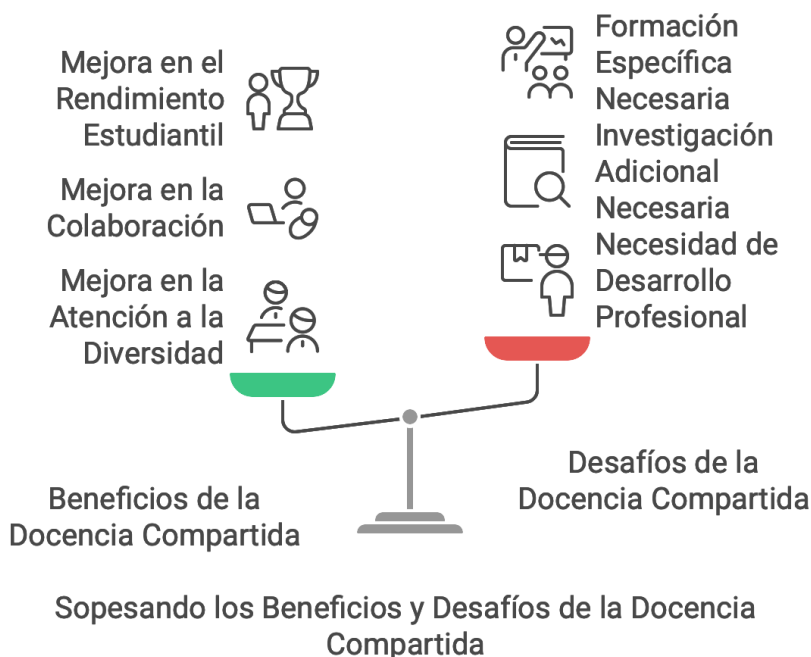 Mejora en el
Rendimiento
Estudiantil
Mejora en la
Colaboración
Mejora en la
Atención a la
Diversidad
Formación
Específica
Necesaria
Investigación
Adicional
Necesaria
Necesidad de
Desarrollo
Profesional
Beneficios de la
Docencia Compartida
Desafíos de la
Docencia Compartida
Sopesando los Beneficios y Desafíos de la Docencia
Compartida